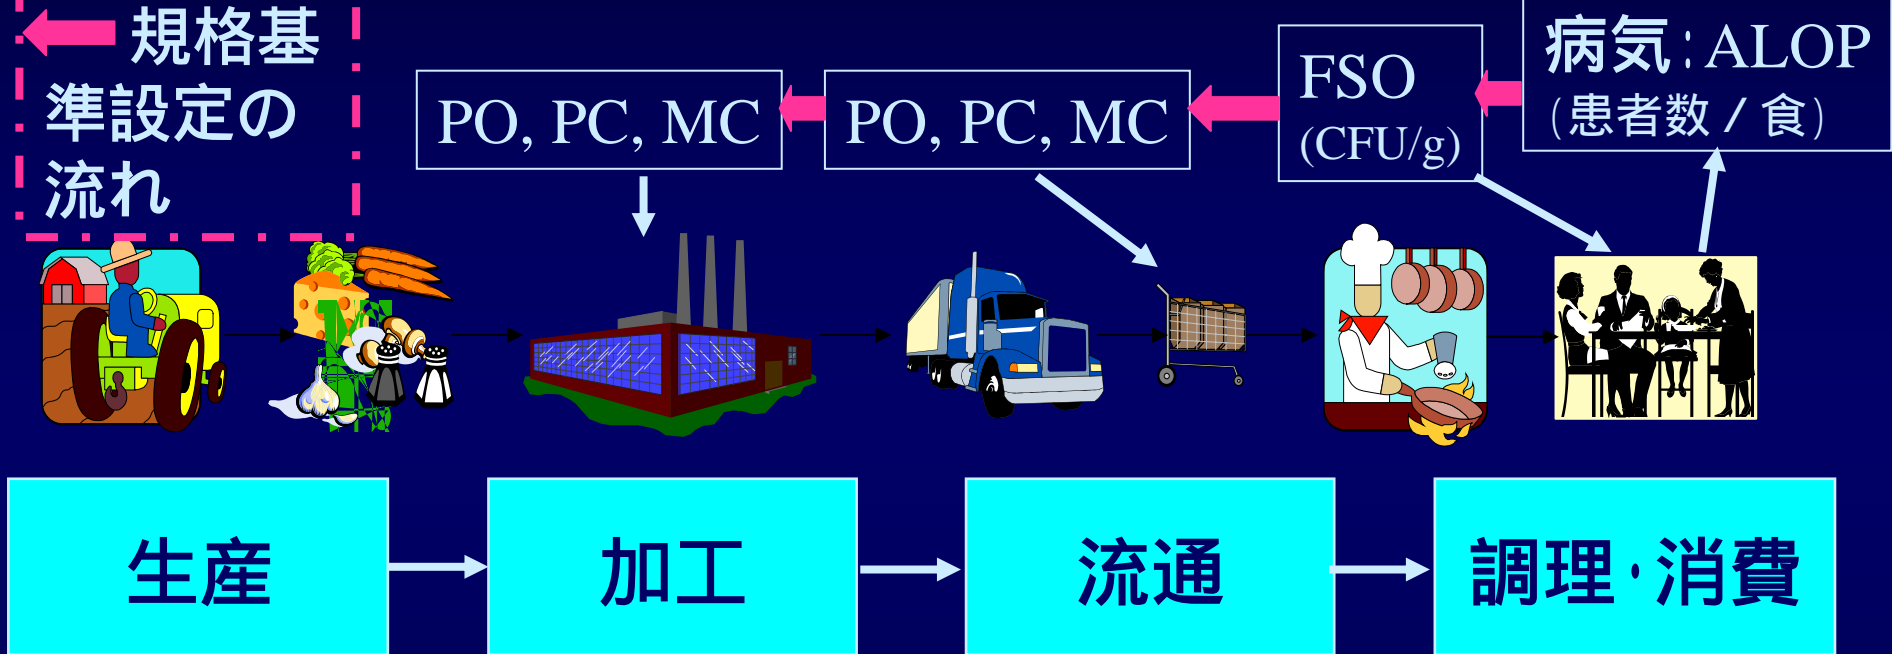 規格基
準設定の
流れ
PO, PC, MC
PO, PC, MC
FSO
(CFU/g)
病気:ALOP
(患者数/食)
生産
加工
流通
調理・消費